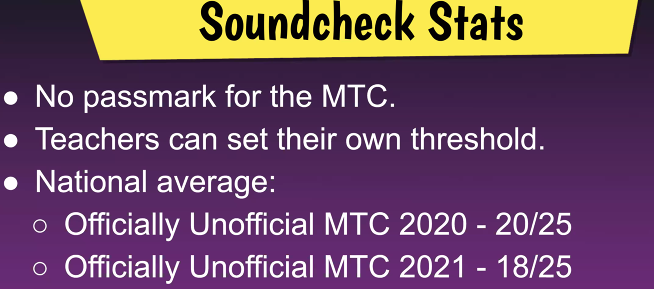 Soundcheck Stats
● No passmark for the MTC.
● Teachers can set their own threshold.
● National average:
○ Officially Unofficial MTC 2020 - 20/25
○ Officially Unofficial MTC 2021 - 18/25